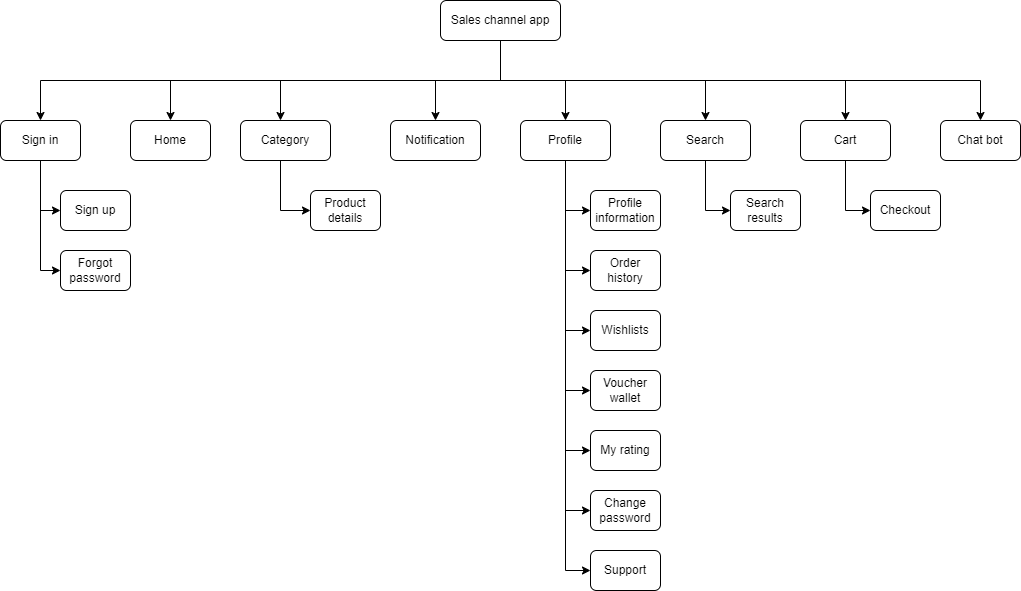 Sales channel app
Sign in
Home
Category
Notification
Profile
Search
Cart
Chat bot
Sign up
Forgot
password
Product
details
Profile
information
Order
history
Wishlists
Voucher
wallet
My rating
Change
password
Support
Search
results
Checkout